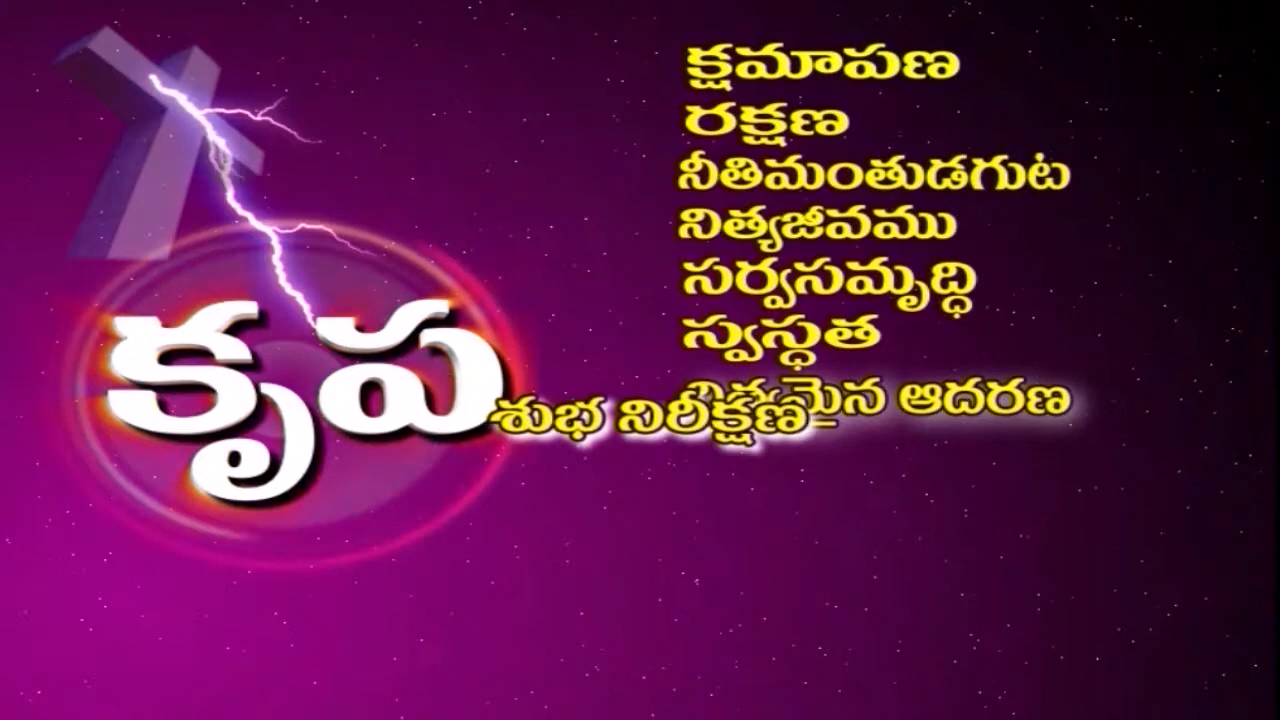 క్షమాపణ
రక్షణ
నీతిమంతుడగుట
నిత్యజీవము
సర్వసమృద్ధి
స్వస్థత
ఆదరణ
కృప
శుభ నిరీక్షణ